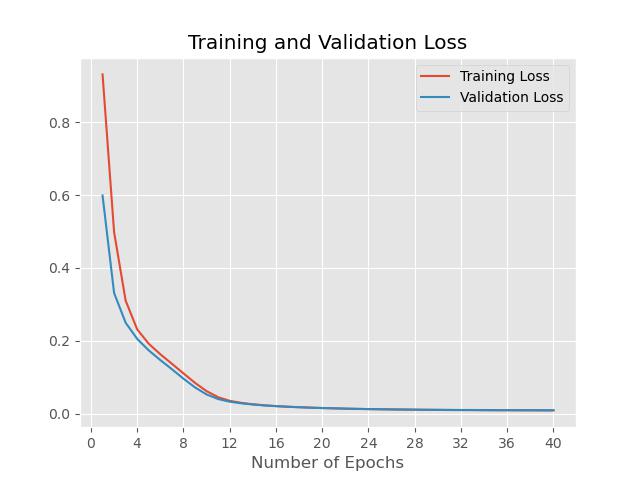 Training and Validation Loss
Training Loss
Validation Loss
0.8
0.6
0.4
0.2
0.0
0 4 8 12 16 20 24 28 32 36 40
Number of Epochs